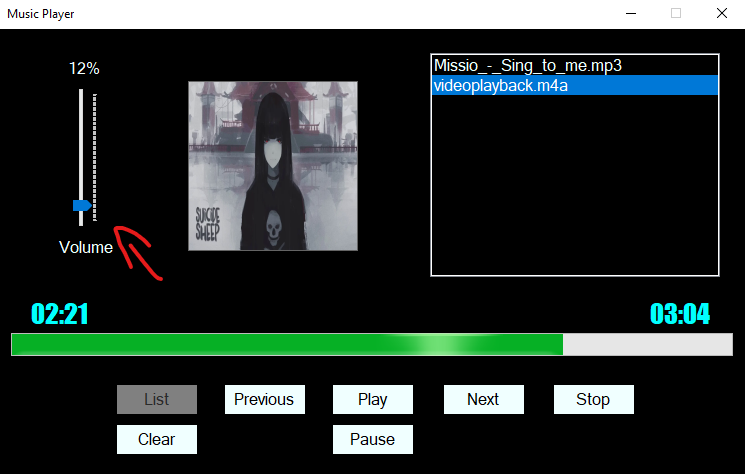 Music Player
12%
Volume
SUICIDE
SHEEP
Missio_-_Sing_to_me.mp3
videoplayback.m4a
02:21
03:04
List
Previous
Play
Next
Stop
Clear
Pause